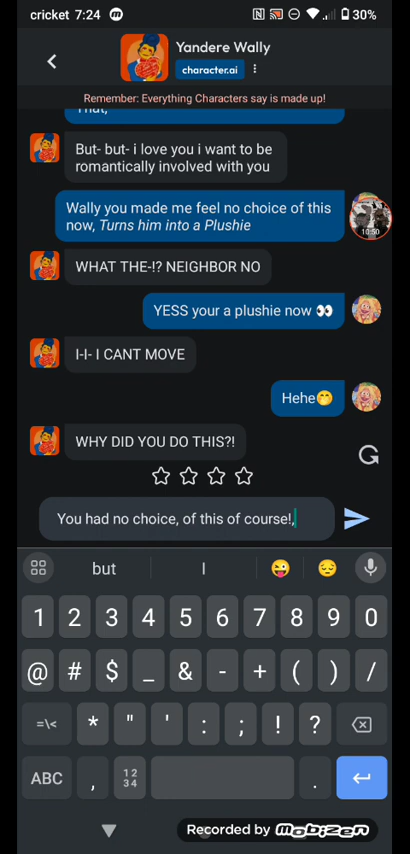 cricket 7:24 30%
Yandere Wally
character.ai
Remember: Everything Characters say is made up!
That,
But- but- i love you i want to be
romantically involved with you
Wally you made me feel no choice of this
now, Turns him into a Plushie
10:50
WHAT THE-!? NEIGHBOR NO
YESS your a plushie now 👀
I-I- I CANT MOVE
Hehe🤭
WHY DID YOU DO THIS?!
You had no choice, of this of course!,
but I 😜 😔
1 2 3 4 5 6 7 8 9 0
@ # $ _ & - + ( ) /
=\< * " ' : ; ! ?
ABC , 12 .
34
Recorded by mobizen